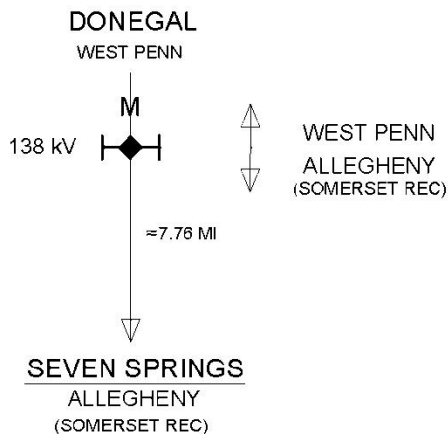 DONEGAL
WEST PENN
M
138 kV
WEST PENN
ALLEGHENY
(SOMERSET REC)
≈7.76 MI
SEVEN SPRINGS
ALLEGHENY
(SOMERSET REC)